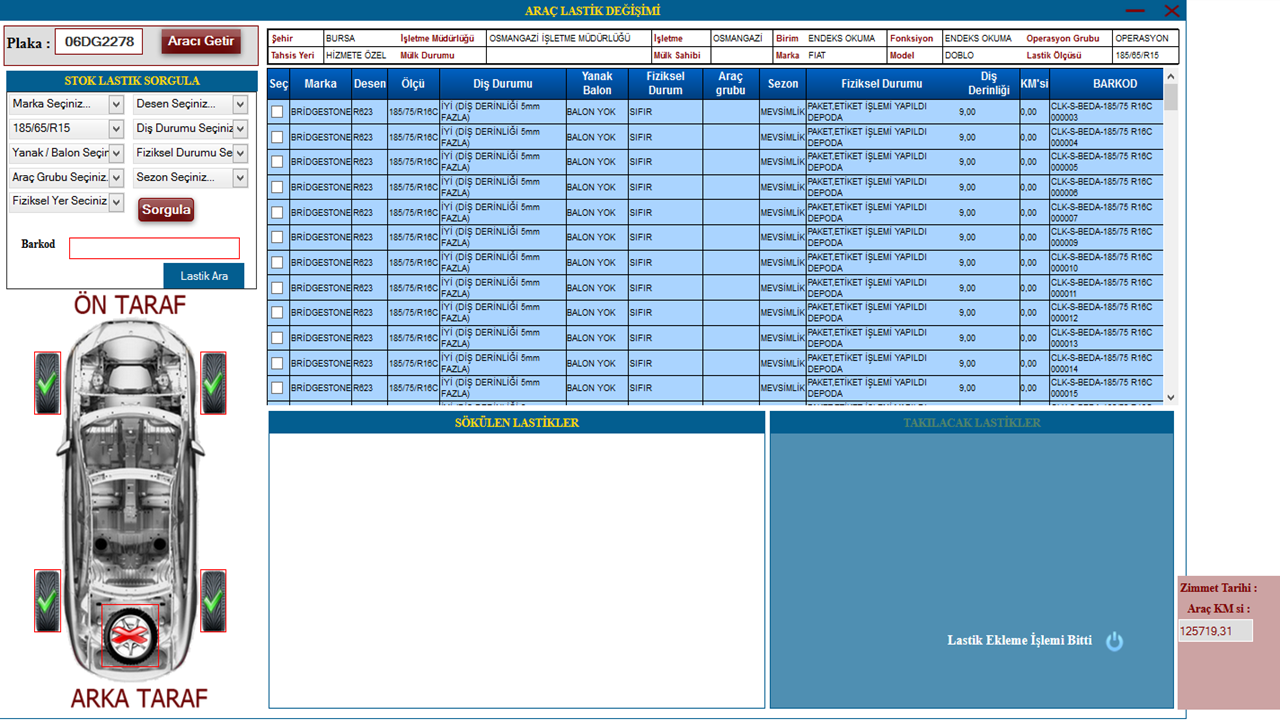 ARAÇ LASTİK DEĞİŞİMİ
Plaka : 06DG2278 Aracı Getir
Şehir BURSA İşletme Müdürlüğü OSMANGAZİ İŞLETME MÜDÜRLÜĞÜ İşletme OSMANGAZİ Birim ENDEKS OKUMA Fonksiyon ENDEKS OKUMA Operasyon Grubu OPERASYON
Tahsis Yeri HİZMETE ÖZEL Mülk Durumu Mülk Sahibi Marka FIAT Model DOBLO Lastik Ölçüsü 185/65/R15
STOK LASTIK SORGULA
Marka Seçiniz... Desen Seçiniz...
185/65/R15 Diş Durumu Seçiniz
Yanak / Balon Seçin Fiziksel Durumu Se
Araç Grubu Seçiniz. Sezon Seçiniz...
Fiziksel Yer Seciniz Sorgula
Barkod
Lastik Ara
ÖN TARAF
ARKA TARAF
Seç Marka Desen Ölçü Diş Durumu Yanak Balon Fiziksel Durum Araç grubu Sezon Fiziksel Durumu Diş Derinliği KM'si BARKOD
BRİDGESTONE R623 185/75/R16C İYİ (DİŞ DERİNLİĞİ 5mm FAZLA) BALON YOK SIFIR MEVSİMLİK PAKET,ETİKET İŞLEMİ YAPILDI DEPODA 9,00 0,00 CLK-S-BEDA-185/75 R16C 000003
BRİDGESTONE R623 185/75/R16C İYİ (DİŞ DERİNLİĞİ 5mm FAZLA) BALON YOK SIFIR MEVSİMLİK PAKET,ETİKET İŞLEMİ YAPILDI DEPODA 9,00 0,00 CLK-S-BEDA-185/75 R16C 000004
BRİDGESTONE R623 185/75/R16C İYİ (DİŞ DERİNLİĞİ 5mm FAZLA) BALON YOK SIFIR MEVSİMLİK PAKET,ETİKET İŞLEMİ YAPILDI DEPODA 9,00 0,00 CLK-S-BEDA-185/75 R16C 000005
BRİDGESTONE R623 185/75/R16C İYİ (DİŞ DERİNLİĞİ 5mm FAZLA) BALON YOK SIFIR MEVSİMLİK PAKET,ETİKET İŞLEMİ YAPILDI DEPODA 9,00 0,00 CLK-S-BEDA-185/75 R16C 000006
BRİDGESTONE R623 185/75/R16C İYİ (DİŞ DERİNLİĞİ 5mm FAZLA) BALON YOK SIFIR MEVSİMLİK PAKET,ETİKET İŞLEMİ YAPILDI DEPODA 9,00 0,00 CLK-S-BEDA-185/75 R16C 000007
BRİDGESTONE R623 185/75/R16C İYİ (DİŞ DERİNLİĞİ 5mm FAZLA) BALON YOK SIFIR MEVSİMLİK PAKET,ETİKET İŞLEMİ YAPILDI DEPODA 9,00 0,00 CLK-S-BEDA-185/75 R16C 000009
BRİDGESTONE R623 185/75/R16C İYİ (DİŞ DERİNLİĞİ 5mm FAZLA) BALON YOK SIFIR MEVSİMLİK PAKET,ETİKET İŞLEMİ YAPILDI DEPODA 9,00 0,00 CLK-S-BEDA-185/75 R16C 000010
BRİDGESTONE R623 185/75/R16C İYİ (DİŞ DERİNLİĞİ 5mm FAZLA) BALON YOK SIFIR MEVSİMLİK PAKET,ETİKET İŞLEMİ YAPILDI DEPODA 9,00 0,00 CLK-S-BEDA-185/75 R16C 000011
BRİDGESTONE R623 185/75/R16C İYİ (DİŞ DERİNLİĞİ 5mm FAZLA) BALON YOK SIFIR MEVSİMLİK PAKET,ETİKET İŞLEMİ YAPILDI DEPODA 9,00 0,00 CLK-S-BEDA-185/75 R16C 000012
BRİDGESTONE R623 185/75/R16C İYİ (DİŞ DERİNLİĞİ 5mm FAZLA) BALON YOK SIFIR MEVSİMLİK PAKET,ETİKET İŞLEMİ YAPILDI DEPODA 9,00 0,00 CLK-S-BEDA-185/75 R16C 000013
BRİDGESTONE R623 185/75/R16C İYİ (DİŞ DERİNLİĞİ 5mm FAZLA) BALON YOK SIFIR MEVSİMLİK PAKET,ETİKET İŞLEMİ YAPILDI DEPODA 9,00 0,00 CLK-S-BEDA-185/75 R16C 000014
BRİDGESTONE R623 185/75/R16C İYİ (DİŞ DERİNLİĞİ 5mm FAZLA) BALON YOK SIFIR MEVSİMLİK PAKET,ETİKET İŞLEMİ YAPILDI DEPODA 9,00 0,00 CLK-S-BEDA-185/75 R16C 000015
SÖKÜLEN LASTİKLER
TAKILACAK LASTİKLER
Lastik Ekleme İşlemi Bitti
Zimmet Tarihi :
Araç KM si :
125719,31